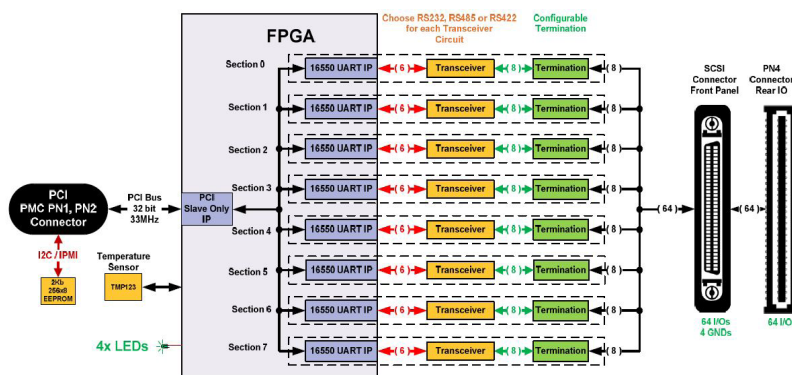 FPGA
Choose RS232, RS485 or RS422
for each Transceiver
Circuit
Configurable
Termination
Section 0
16550 UART IP
( 6 )
Transceiver
( 8 )
Termination
( 8 )
Section 1
16550 UART IP
( 6 )
Transceiver
( 8 )
Termination
( 8 )
Section 2
16550 UART IP
( 6 )
Transceiver
( 8 )
Termination
( 8 )
Section 3
16550 UART IP
( 6 )
Transceiver
( 8 )
Termination
( 8 )
Section 4
16550 UART IP
( 6 )
Transceiver
( 8 )
Termination
( 8 )
Section 5
16550 UART IP
( 6 )
Transceiver
( 8 )
Termination
( 8 )
Section 6
16550 UART IP
( 6 )
Transceiver
( 8 )
Termination
( 8 )
Section 7
16550 UART IP
( 6 )
Transceiver
( 8 )
Termination
( 8 )
PCI
PMC PN1, PN2
Connector
PCI Bus
32 bit
33MHz
PCI
Slave Only
IP
I2C / IPMI
2Kb
256x8
EEPROM
Temperature
Sensor
TMP123
4x LEDs
( 64 )
SCSI
Connector
Front Panel
64 I/Os
4 GNDs
( 64 )
PN4
Connector
Rear IO
64 I/O